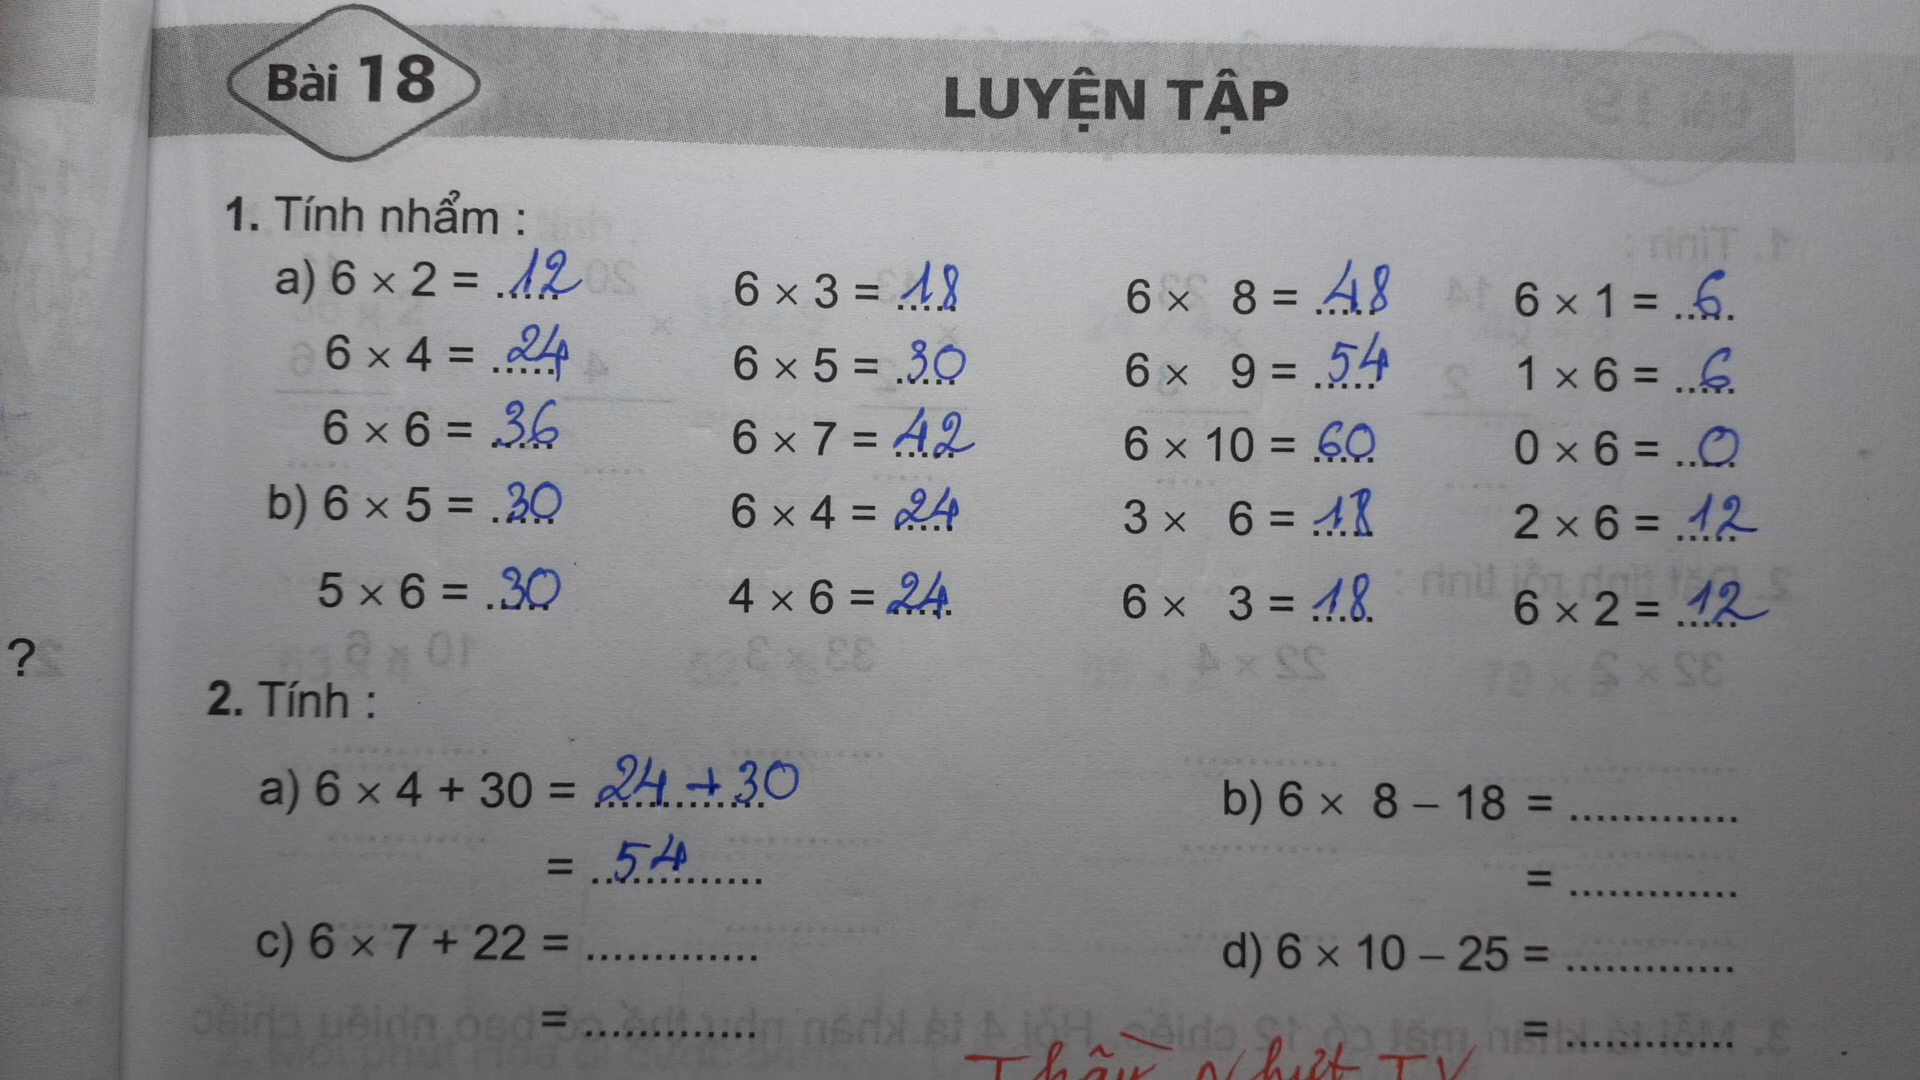 Bài 18 LUYỆN TẬP
1. Tính nhẩm :
a) 6 × 2 = 12 6 × 3 = 18 6 × 8 = 48 6 × 1 = 6
6 × 4 = 24 6 × 5 = 30 6 × 9 = 54 1 × 6 = 6
6 × 6 = 36 6 × 7 = 42 6 × 10 = 60 0 × 6 = 0
b) 6 × 5 = 30 6 × 4 = 24 3 × 6 = 18 2 × 6 = 12
5 × 6 = 30 4 × 6 = 24 6 × 3 = 18 6 × 2 = 12
?
2. Tính :
a) 6 × 4 + 30 = 24 + 30 b) 6 × 8 – 18 = .............
= 54 = .............
c) 6 × 7 + 22 = ............. d) 6 × 10 – 25 = .............
= ............. = .............